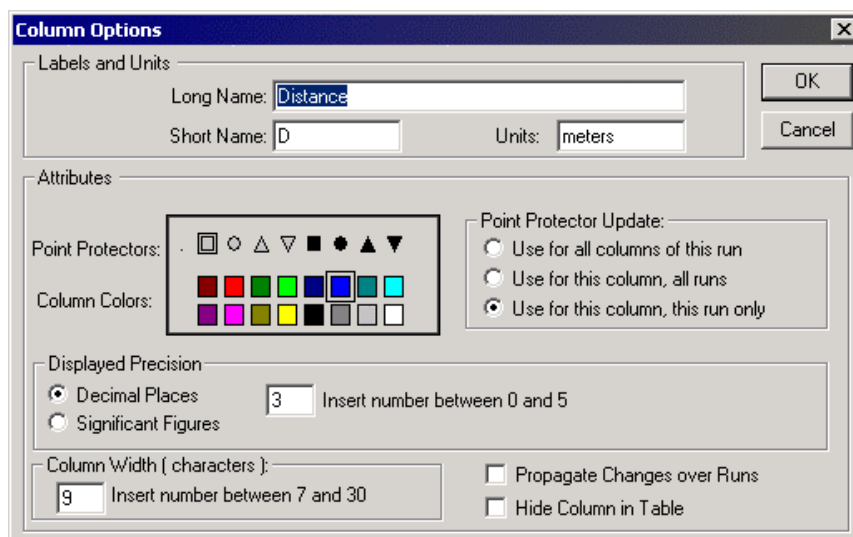 Column Options
Labels and Units
OK
Long Name: Distance
Short Name: D Units: meters
Cancel
Attributes
Point Protector Update:
Point Protectors:
Use for all columns of this run
Use for this column, all runs
Column Colors:
Use for this column, this run only
Displayed Precision
Decimal Places 3 Insert number between 0 and 5
Significant Figures
Column Width ( characters ):
9 Insert number between 7 and 30
Propagate Changes over Runs
Hide Column in Table